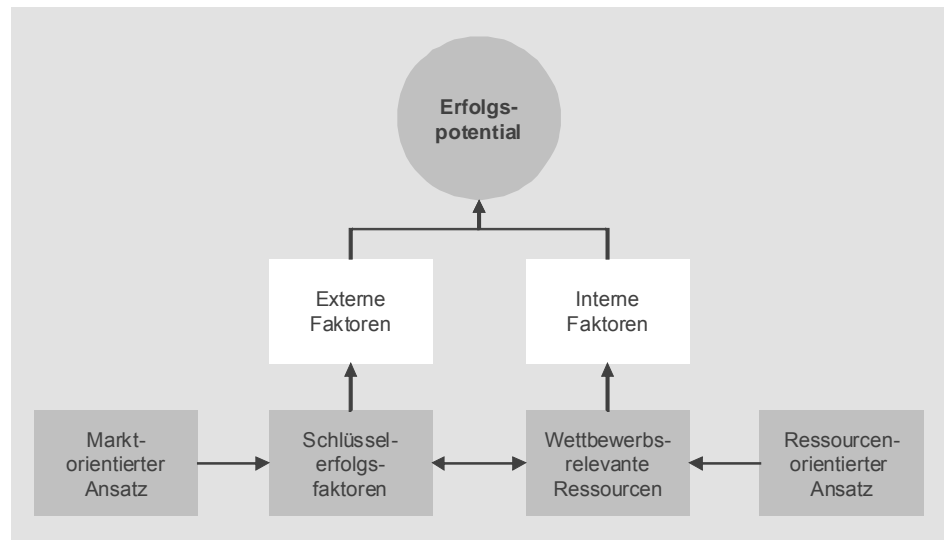 Erfolgs-
potential
Externe
Faktoren
Interne
Faktoren
Markt-
orientierter
Ansatz
Schlüssel-
erfolgs-
faktoren
Wettbewerbs-
relevante
Ressourcen
Ressourcen-
orientierter
Ansatz